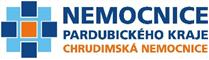 NEMOCNICE
PARDUBICKÉHO KRAJE
CHRUDIMSKÁ NEMOCNICE